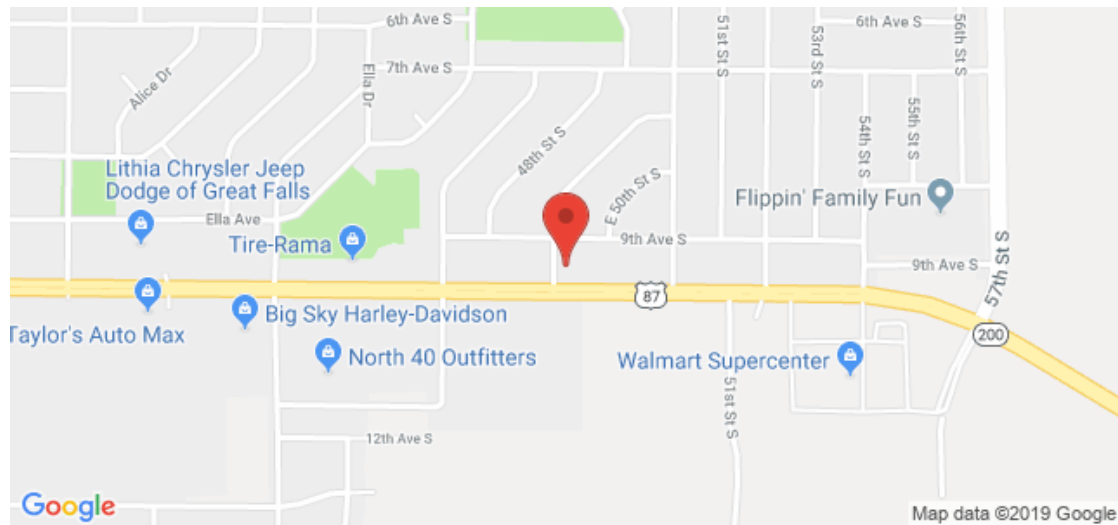 6th Ave S
6th Ave S
51st St S
53rd St S
56th St S
7th Ave S
Alice Dr
Ella Dr
55th St S
54th St S
48th St S
Lithia Chrysler Jeep
Dodge of Great Falls
E 50th St S
Flippin' Family Fun
Ella Ave
Tire-Rama
9th Ave S
9th Ave S
57th St S
87
Big Sky Harley-Davidson
Taylor's Auto Max
200
North 40 Outfitters
Walmart Supercenter
51st St S
12th Ave S
Google
Map data ©2019 Google